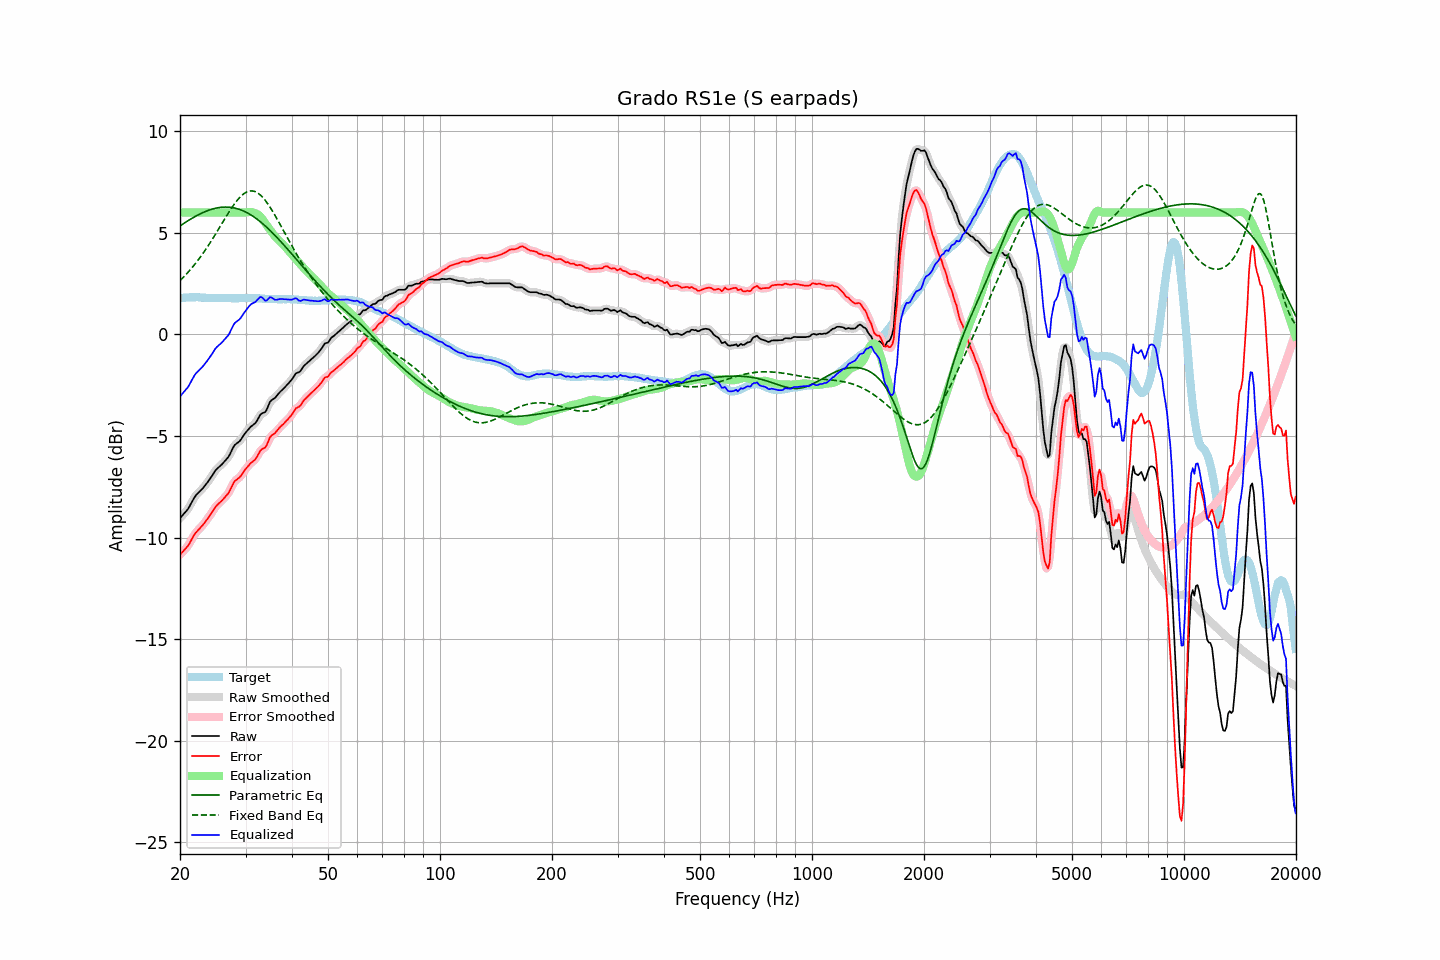 Grado RS1e (S earpads)
10
5
0
−5
−10
−15
−20
−25
Amplitude (dBr)
Target
Raw Smoothed
Error Smoothed
Raw
Error
Equalization
Parametric Eq
Fixed Band Eq
Equalized
20 50 100 200 500 1000 2000 5000 10000 20000
Frequency (Hz)